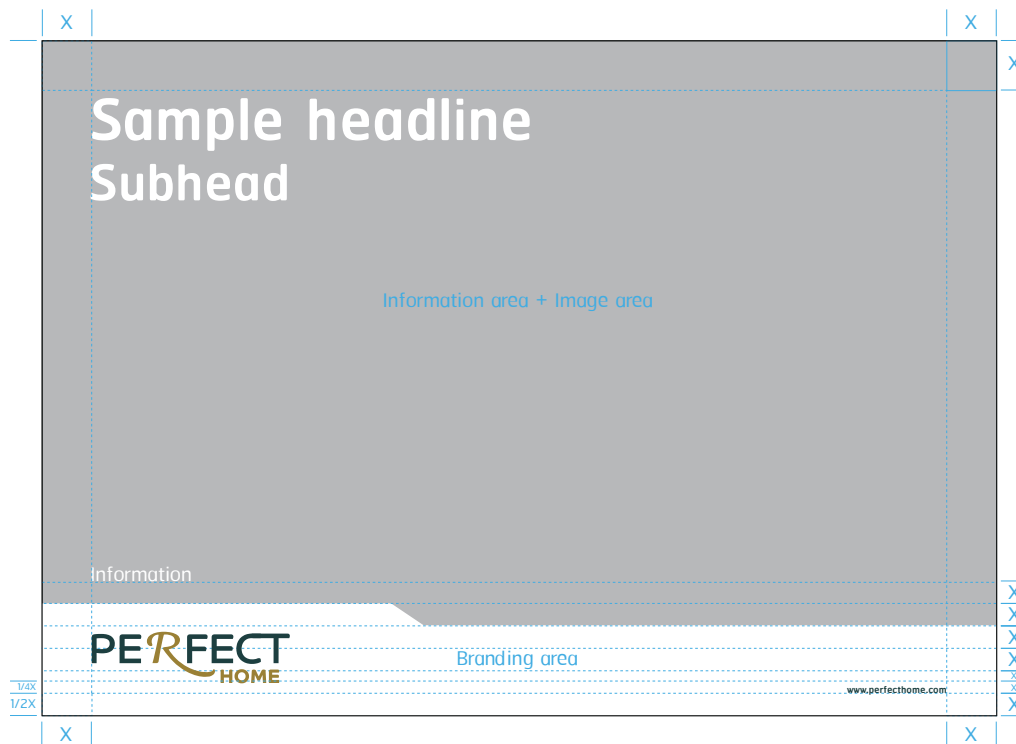 X X
X
Sample headline
Subhead
Information area + Image area
Information
X
X
PERFECT
HOME
Branding area
X
X
1/4X
X
X
www.perfecthome.com
1/2X
X
X X